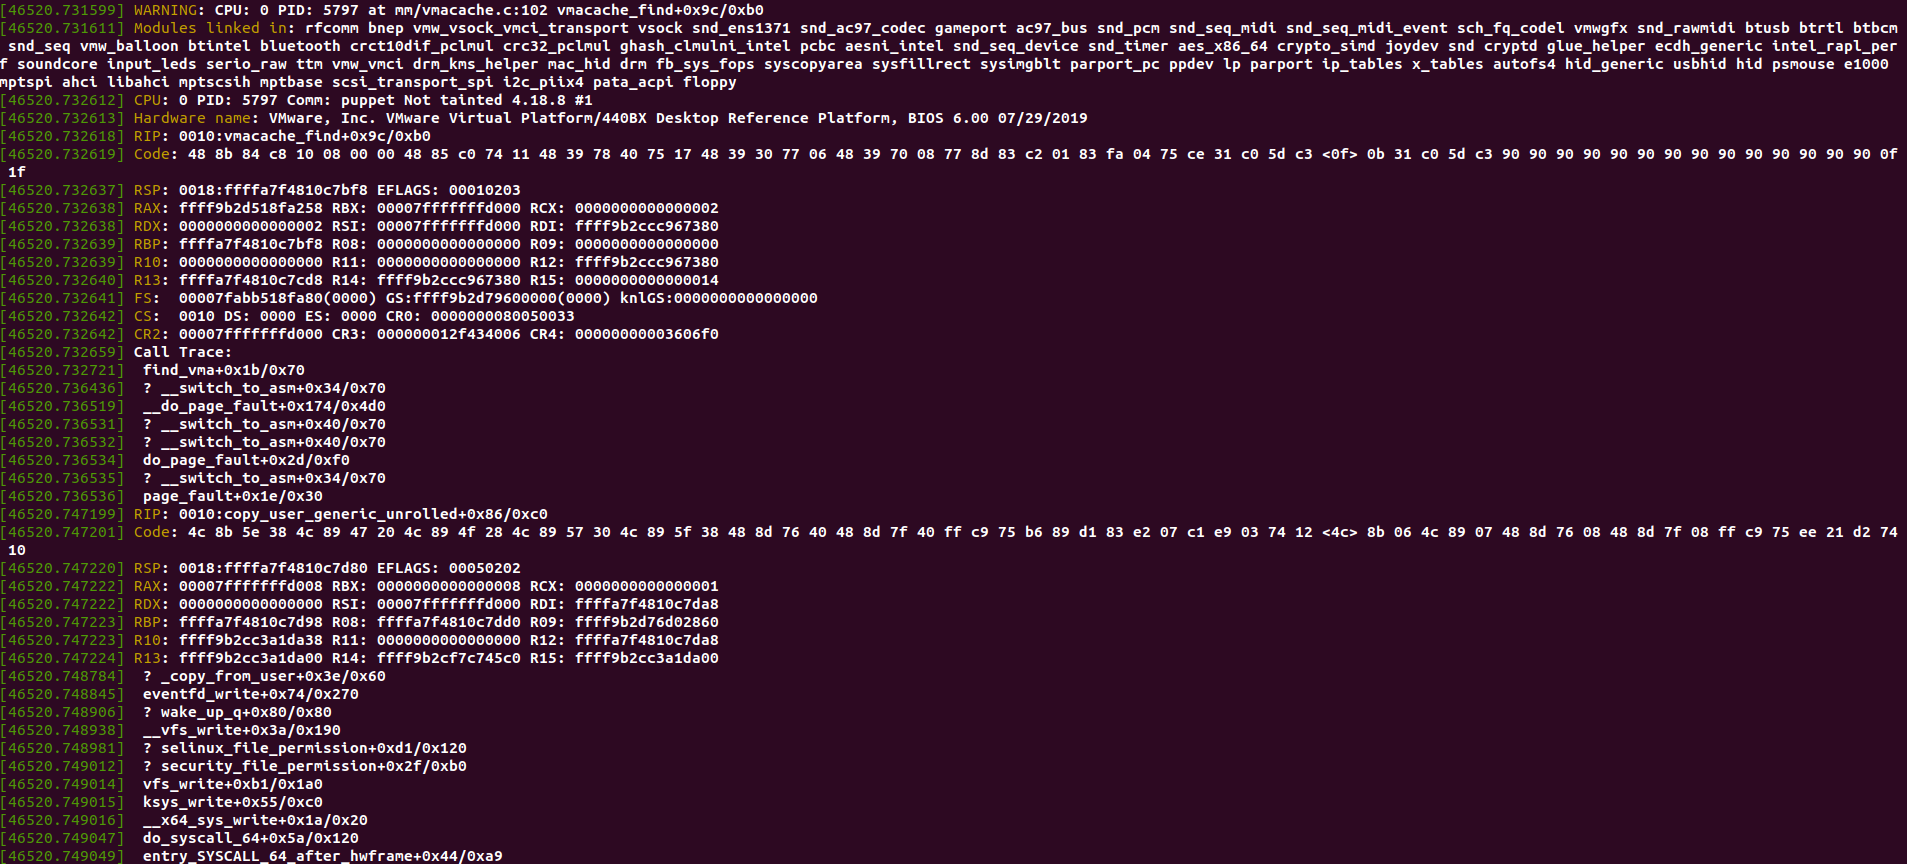 [46520.731599] WARNING: CPU: 0 PID: 5797 at mm/vmacache.c:102 vmacache_find+0x9c/0xb0
[46520.731611] Modules linked in: rfcomm bnep vmw_vsock_vmci_transport vsock snd_ens1371 snd_ac97_codec gameport ac97_bus snd_pcm snd_seq_midi snd_seq_midi_event sch_fq_codel vmwgfx snd_rawmidi btusb btrtl btbcm
snd_seq vmw_balloon btintel bluetooth crct10dif_pclmul crc32_pclmul ghash_clmulni_intel pcbc aesni_intel snd_seq_device snd_timer aes_x86_64 crypto_simd joydev snd cryptd glue_helper ecdh_generic intel_rapl_per
f soundcore input_leds serio_raw ttm vmw_vmci drm_kms_helper mac_hid drm fb_sys_fops syscopyarea sysfillrect sysimgblt parport_pc ppdev lp parport ip_tables x_tables autofs4 hid_generic usbhid hid psmouse e1000
mptspi ahci libahci mptscsih mptbase scsi_transport_spi i2c_piix4 pata_acpi floppy
[46520.732612] CPU: 0 PID: 5797 Comm: puppet Not tainted 4.18.8 #1
[46520.732613] Hardware name: VMware, Inc. VMware Virtual Platform/440BX Desktop Reference Platform, BIOS 6.00 07/29/2019
[46520.732618] RIP: 0010:vmacache_find+0x9c/0xb0
[46520.732619] Code: 48 8b 84 c8 10 08 00 00 48 85 c0 74 11 48 39 78 40 75 17 48 39 30 77 06 48 39 70 08 77 8d 83 c2 01 83 fa 04 75 ce 31 c0 5d c3 <0f> 0b 31 c0 5d c3 90 90 90 90 90 90 90 90 90 90 90 90 90 90 0f
1f
[46520.732637] RSP: 0018:ffffa7f4810c7bf8 EFLAGS: 00010203
[46520.732638] RAX: ffff9b2d518fa258 RBX: 00007fffffffd000 RCX: 0000000000000002
[46520.732638] RDX: 0000000000000002 RSI: 00007fffffffd000 RDI: ffff9b2ccc967380
[46520.732639] RBP: ffffa7f4810c7bf8 R08: 0000000000000000 R09: 0000000000000000
[46520.732639] R10: 0000000000000000 R11: 0000000000000000 R12: ffff9b2ccc967380
[46520.732640] R13: ffffa7f4810c7cd8 R14: ffff9b2ccc967380 R15: 0000000000000014
[46520.732641] FS:  00007fabb518fa80(0000) GS:ffff9b2d79600000(0000) knlGS:0000000000000000
[46520.732642] CS:  0010 DS: 0000 ES: 0000 CR0: 0000000080050033
[46520.732642] CR2: 00007fffffffd000 CR3: 000000012f434006 CR4: 00000000003606f0
[46520.732659] Call Trace:
[46520.732721]  find_vma+0x1b/0x70
[46520.736436]  ? __switch_to_asm+0x34/0x70
[46520.736519]  __do_page_fault+0x174/0x4d0
[46520.736531]  ? __switch_to_asm+0x40/0x70
[46520.736532]  ? __switch_to_asm+0x40/0x70
[46520.736534]  do_page_fault+0x2d/0xf0
[46520.736535]  ? __switch_to_asm+0x34/0x70
[46520.736536]  page_fault+0x1e/0x30
[46520.747199] RIP: 0010:copy_user_generic_unrolled+0x86/0xc0
[46520.747201] Code: 4c 8b 5e 38 4c 89 47 20 4c 89 4f 28 4c 89 57 30 4c 89 5f 38 48 8d 76 40 48 8d 7f 40 ff c9 75 b6 89 d1 83 e2 07 c1 e9 03 74 12 <4c> 8b 06 4c 89 07 48 8d 76 08 48 8d 7f 08 ff c9 75 ee 21 d2 74
10
[46520.747220] RSP: 0018:ffffa7f4810c7d80 EFLAGS: 00050202
[46520.747222] RAX: 00007fffffffd008 RBX: 0000000000000008 RCX: 0000000000000001
[46520.747222] RDX: 0000000000000000 RSI: 00007fffffffd000 RDI: ffffa7f4810c7da8
[46520.747223] RBP: ffffa7f4810c7d98 R08: ffffa7f4810c7dd0 R09: ffff9b2d76d02860
[46520.747223] R10: ffff9b2cc3a1da38 R11: 0000000000000000 R12: ffffa7f4810c7da8
[46520.747224] R13: ffff9b2cc3a1da00 R14: ffff9b2cf7c745c0 R15: ffff9b2cc3a1da00
[46520.748784]  ? _copy_from_user+0x3e/0x60
[46520.748845]  eventfd_write+0x74/0x270
[46520.748906]  ? wake_up_q+0x80/0x80
[46520.748938]  __vfs_write+0x3a/0x190
[46520.748981]  ? selinux_file_permission+0xd1/0x120
[46520.749012]  ? security_file_permission+0x2f/0xb0
[46520.749014]  vfs_write+0xb1/0x1a0
[46520.749015]  ksys_write+0x55/0xc0
[46520.749016]  __x64_sys_write+0x1a/0x20
[46520.749047]  do_syscall_64+0x5a/0x120
[46520.749049]  entry_SYSCALL_64_after_hwframe+0x44/0xa9